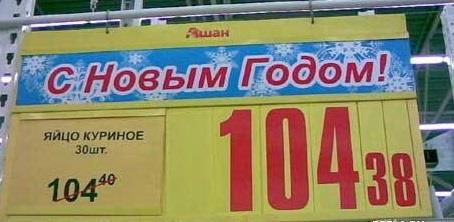 Ашан
С Новым Годом!
ЯЙЦО КУРИНОЕ
30шт.
104 40
104 38